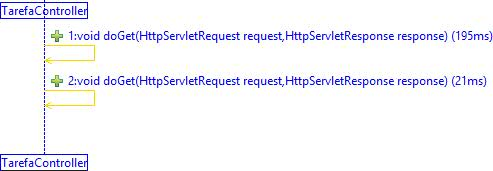 TarefaController
1:void doGet(HttpServletRequest request,HttpServletResponse response) (195ms)
2:void doGet(HttpServletRequest request,HttpServletResponse response) (21ms)
TarefaController